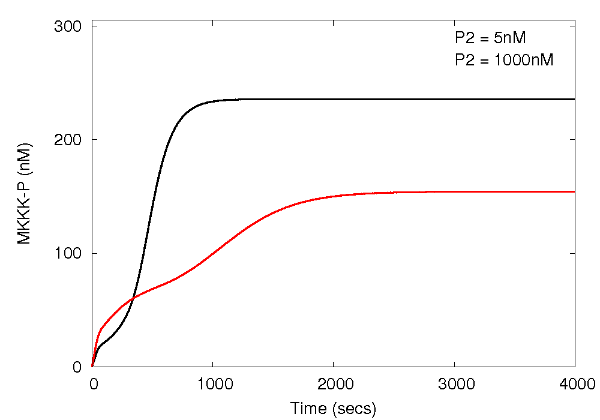 300
200
100
0
MKKK-P (nM)
P2 = 5nM
P2 = 1000nM
0 1000 2000 3000 4000
Time (secs)